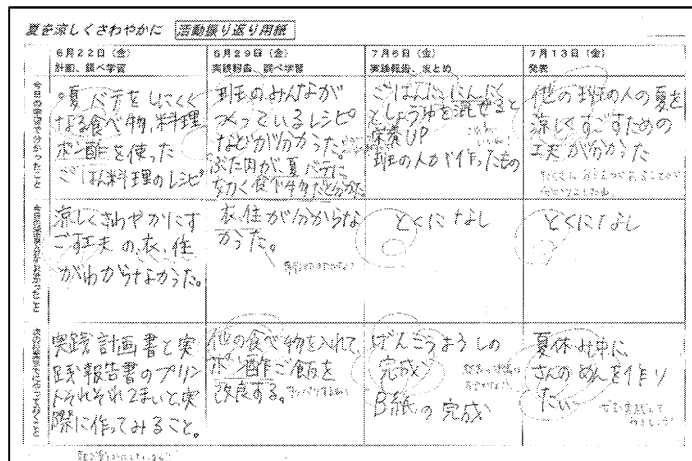 夏を涼しくさわやかに 活動振り返り用紙
6月22日（金）
計画、調べ学習
6月29日（金）
実践報告、調べ学習
7月6日（金）
実践報告、まとめ
7月13日（金）
発表
今日の学習で分かったこと
夏バテをしにくく
なる食べ物、料理
ポン酢を使った
ごはん料理のレシピ
班のみんなが
つくっているレシピ
などが分かった。
ぶた肉が、夏バテに
ごはんに、にんにく
としょうゆを混ぜると
栄養UP
班の人が作ったもの
他の班の人の夏を
涼しくすごすための
工夫が分かった
涼しくさわやかにす
ごす工夫の、衣、住
がわからなかった。
衣、住が分からな
かった。
とくになし
とくになし
実践計画書と実
践報告書のプリン
トそれぞれ2まいと実
際に作ってみること。
他の食べ物を入れて、
ポン酢ご飯を
改良する。
ばんこうようしの
完成
B紙の完成
夏休み中に
さんのめんを作り
たい